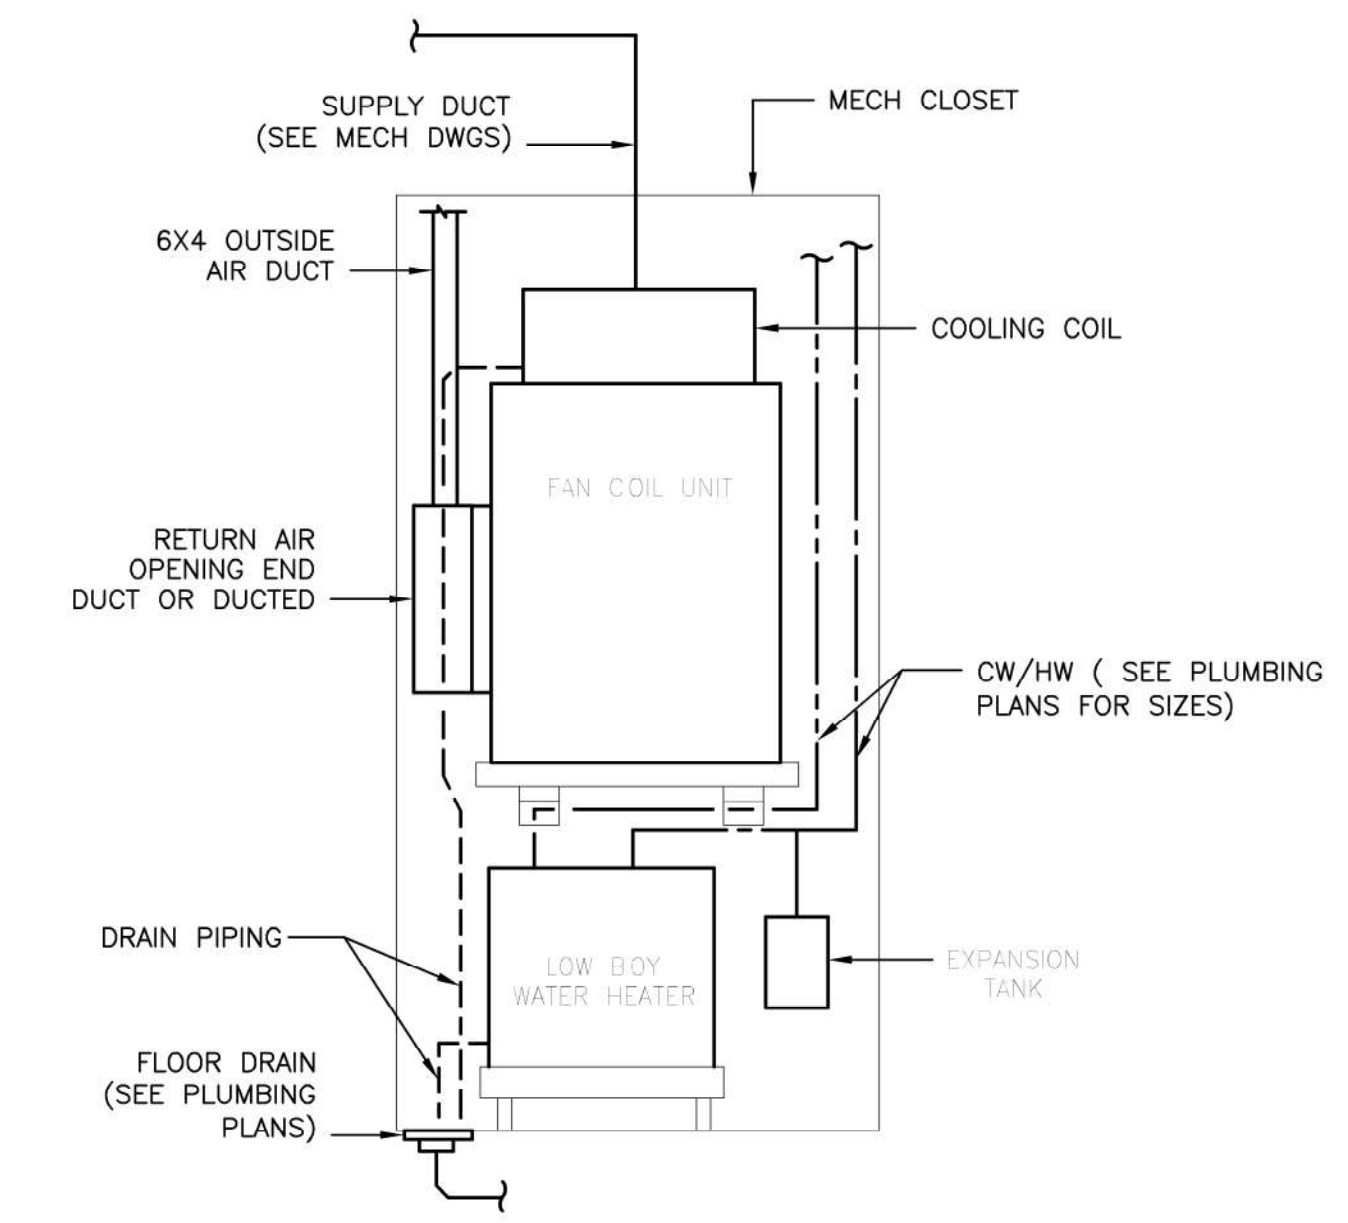 SUPPLY DUCT
(SEE MECH DWGS)
MECH CLOSET
6X4 OUTSIDE
AIR DUCT
COOLING COIL
FAN COIL UNIT
RETURN AIR
OPENING END
DUCT OR DUCTED
CW/HW ( SEE PLUMBING
PLANS FOR SIZES)
DRAIN PIPING
LOW BOY
WATER HEATER
EXPANSION
TANK
FLOOR DRAIN
(SEE PLUMBING
PLANS)